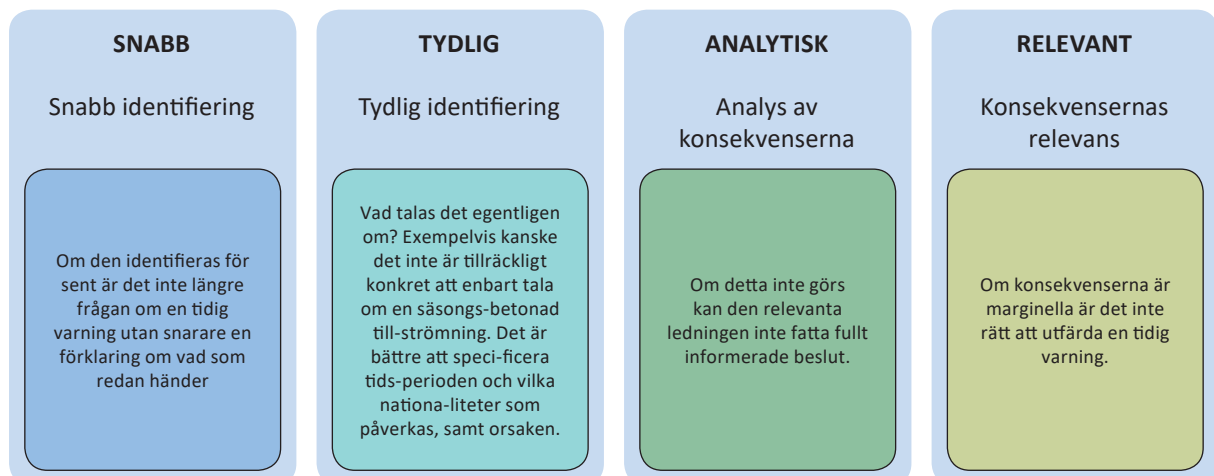 SNABB
Snabb identifiering
Om den identifieras för
sent är det inte längre
frågan om en tidig
varning utan snarare en
förklaring om vad som
redan händer
TYDLIG
Tydlig identifiering
Vad talas det egentligen
om? Exempelvis kanske
det inte är tillräckligt
konkret att enbart tala
om en säsongs-betonad
till-strömning. Det är
bättre att speci-ficera
tids-perioden och vilka
nationa-liteter som
påverkas, samt orsaken.
ANALYTISK
Analys av
konsekvenserna
Om detta inte görs
kan den relevanta
ledningen inte fatta fullt
informerade beslut.
RELEVANT
Konsekvensernas
relevans
Om konsekvenserna är
marginella är det inte
rätt att utfärda en tidig
varning.